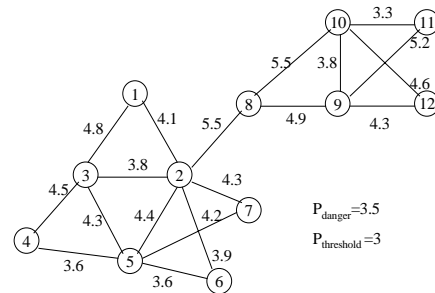 10 3.3 11
5.2
5.5 3.8
4.6
1 8 4.9 9 4.3 12
4.8 4.1 5.5
3 3.8 2
4.5 4.3 4.4 4.3
4.2 7
4 3.6 5 3.6 3.9 6
P_danger=3.5
P_threshold=3